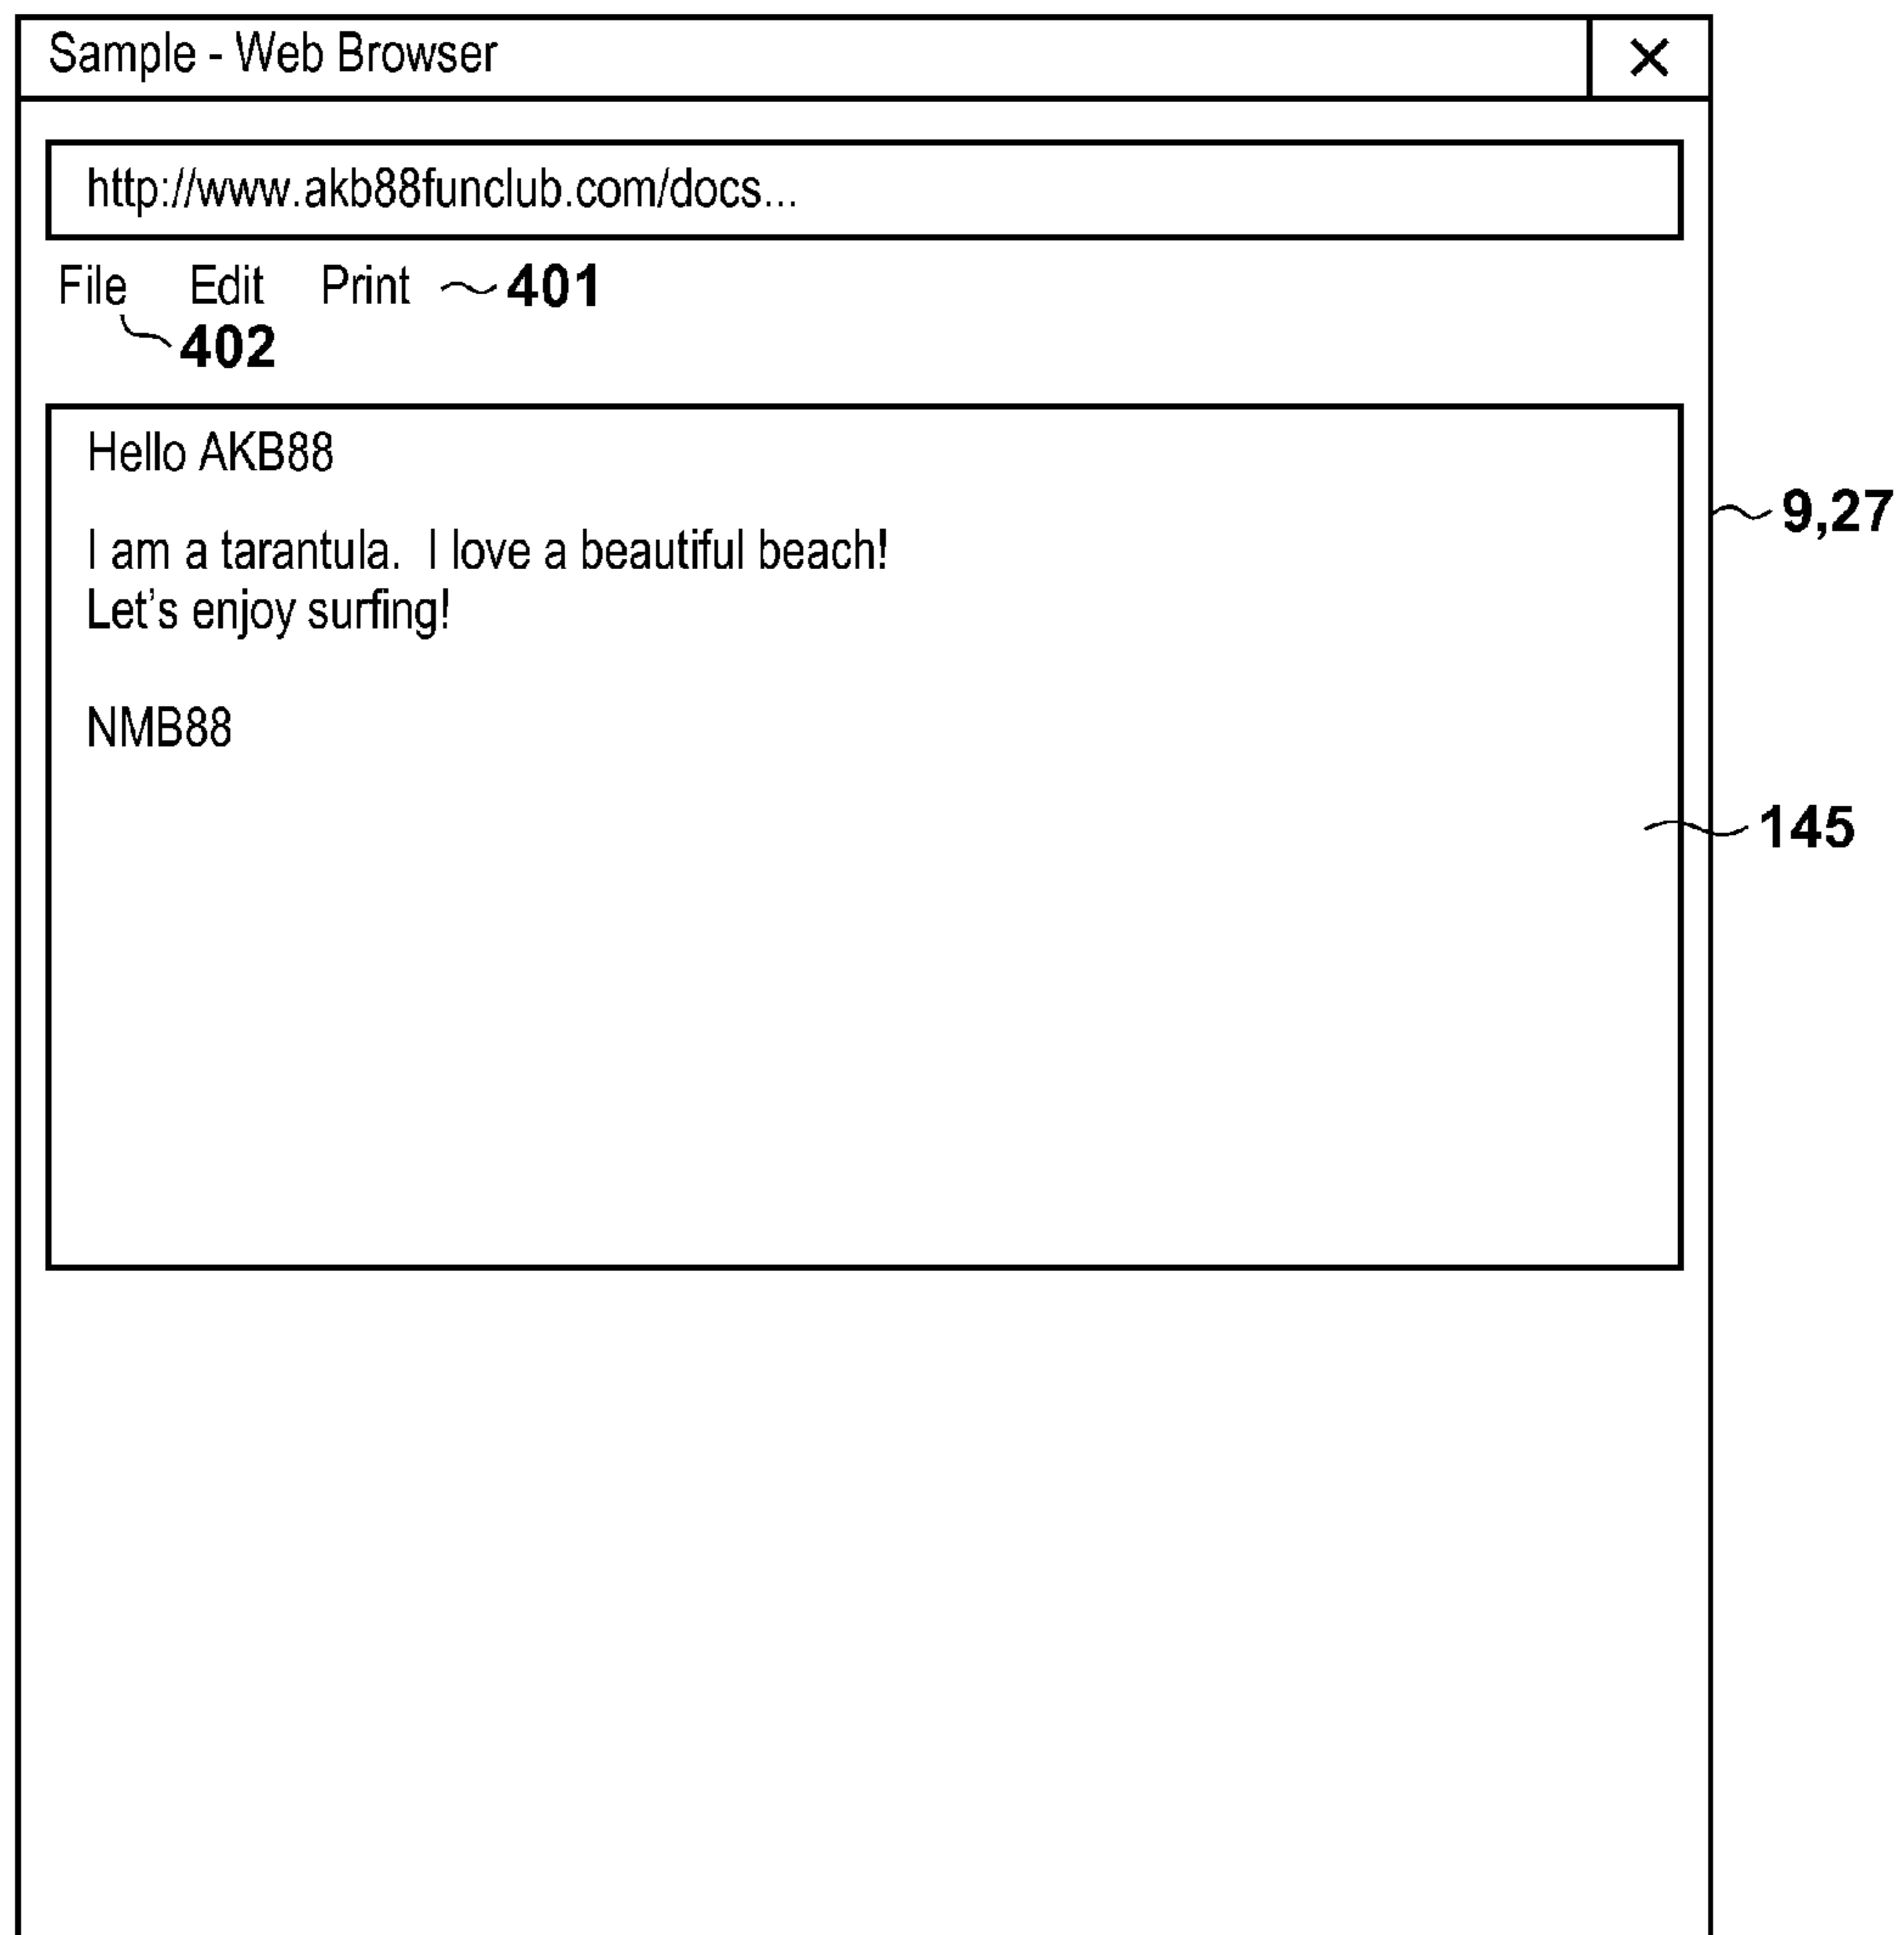 Sample - Web Browser ×
http://www.akb88funclub.com/docs...
File Edit Print 401
402
Hello AKB88
I am a tarantula.  I love a beautiful beach!
9,27
Let's enjoy surfing!
NMB88
145